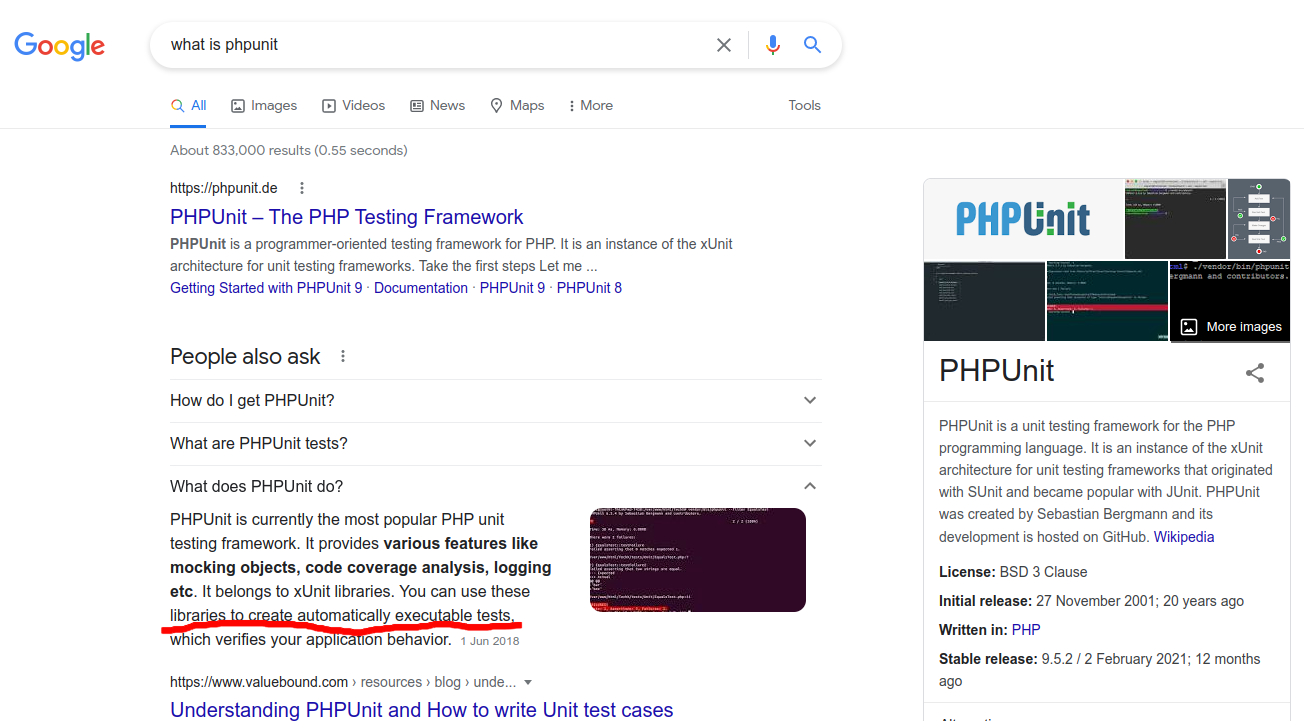 Google
what is phpunit
All
Images
Videos
News
Maps
More
Tools
About 833,000 results (0.55 seconds)
https://phpunit.de
PHPUnit – The PHP Testing Framework
PHPUnit is a programmer-oriented testing framework for PHP. It is an instance of the xUnit
architecture for unit testing frameworks. Take the first steps Let me ...
Getting Started with PHPUnit 9 · Documentation · PHPUnit 9 · PHPUnit 8
People also ask
How do I get PHPUnit?
What are PHPUnit tests?
What does PHPUnit do?
PHPUnit is currently the most popular PHP unit
testing framework. It provides various features like
mocking objects, code coverage analysis, logging
etc. It belongs to xUnit libraries. You can use these
libraries to create automatically executable tests,
which verifies your application behavior. 1 Jun 2018
https://www.valuebound.com › resources › blog › unde...
Understanding PHPUnit and How to write Unit test cases
PHPUnit
./vendor/bin/phpunit
ergmann and contributors.
More images
PHPUnit
PHPUnit is a unit testing framework for the PHP
programming language. It is an instance of the xUnit
architecture for unit testing frameworks that originated
with SUnit and became popular with JUnit. PHPUnit
was created by Sebastian Bergmann and its
development is hosted on GitHub. Wikipedia
License: BSD 3 Clause
Initial release: 27 November 2001; 20 years ago
Written in: PHP
Stable release: 9.5.2 / 2 February 2021; 12 months
ago